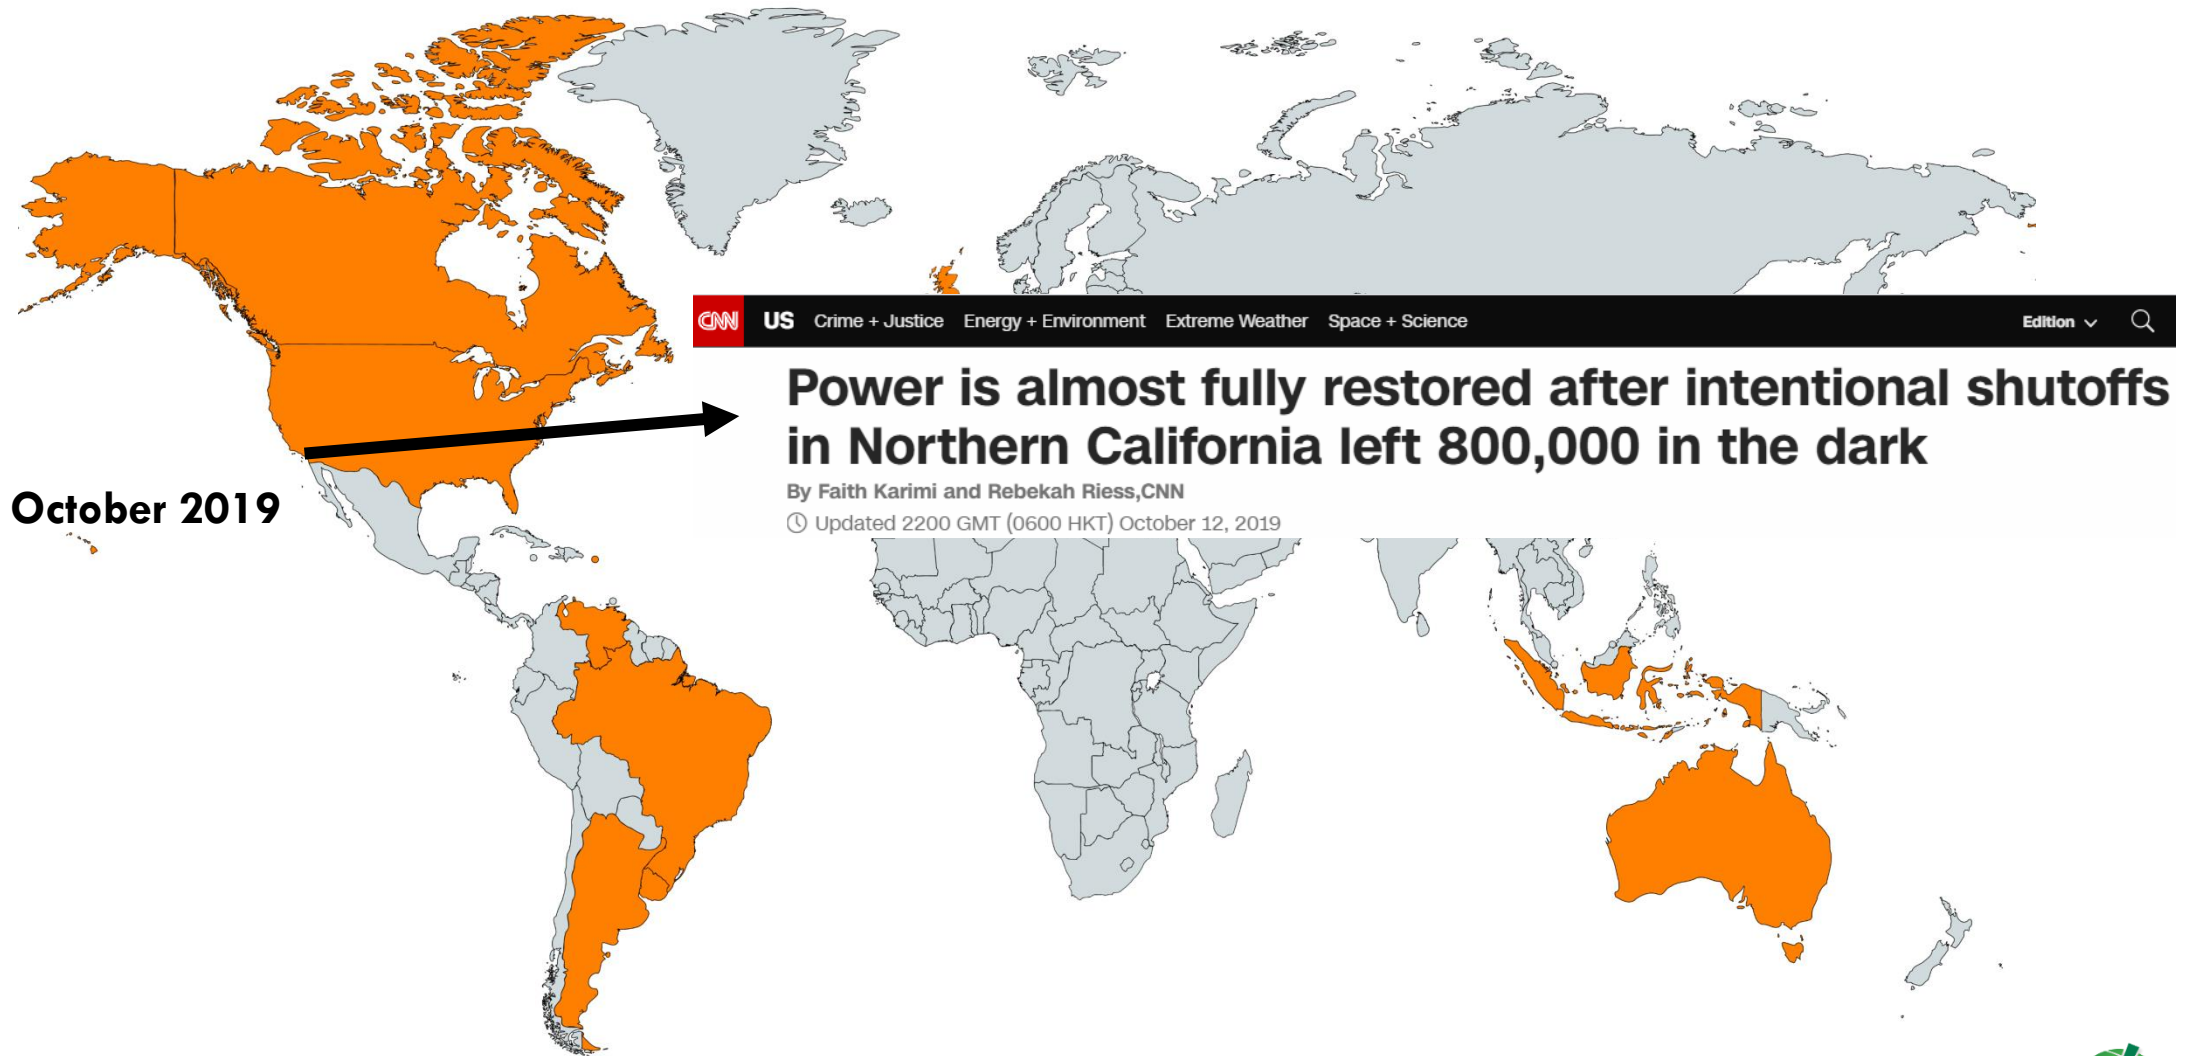 CNN US Crime + Justice Energy + Environment Extreme Weather Space + Science Edition
Power is almost fully restored after intentional shutoffs
in Northern California left 800,000 in the dark
By Faith Karimi and Rebekah Riess,CNN
Updated 2200 GMT (0600 HKT) October 12, 2019
October 2019